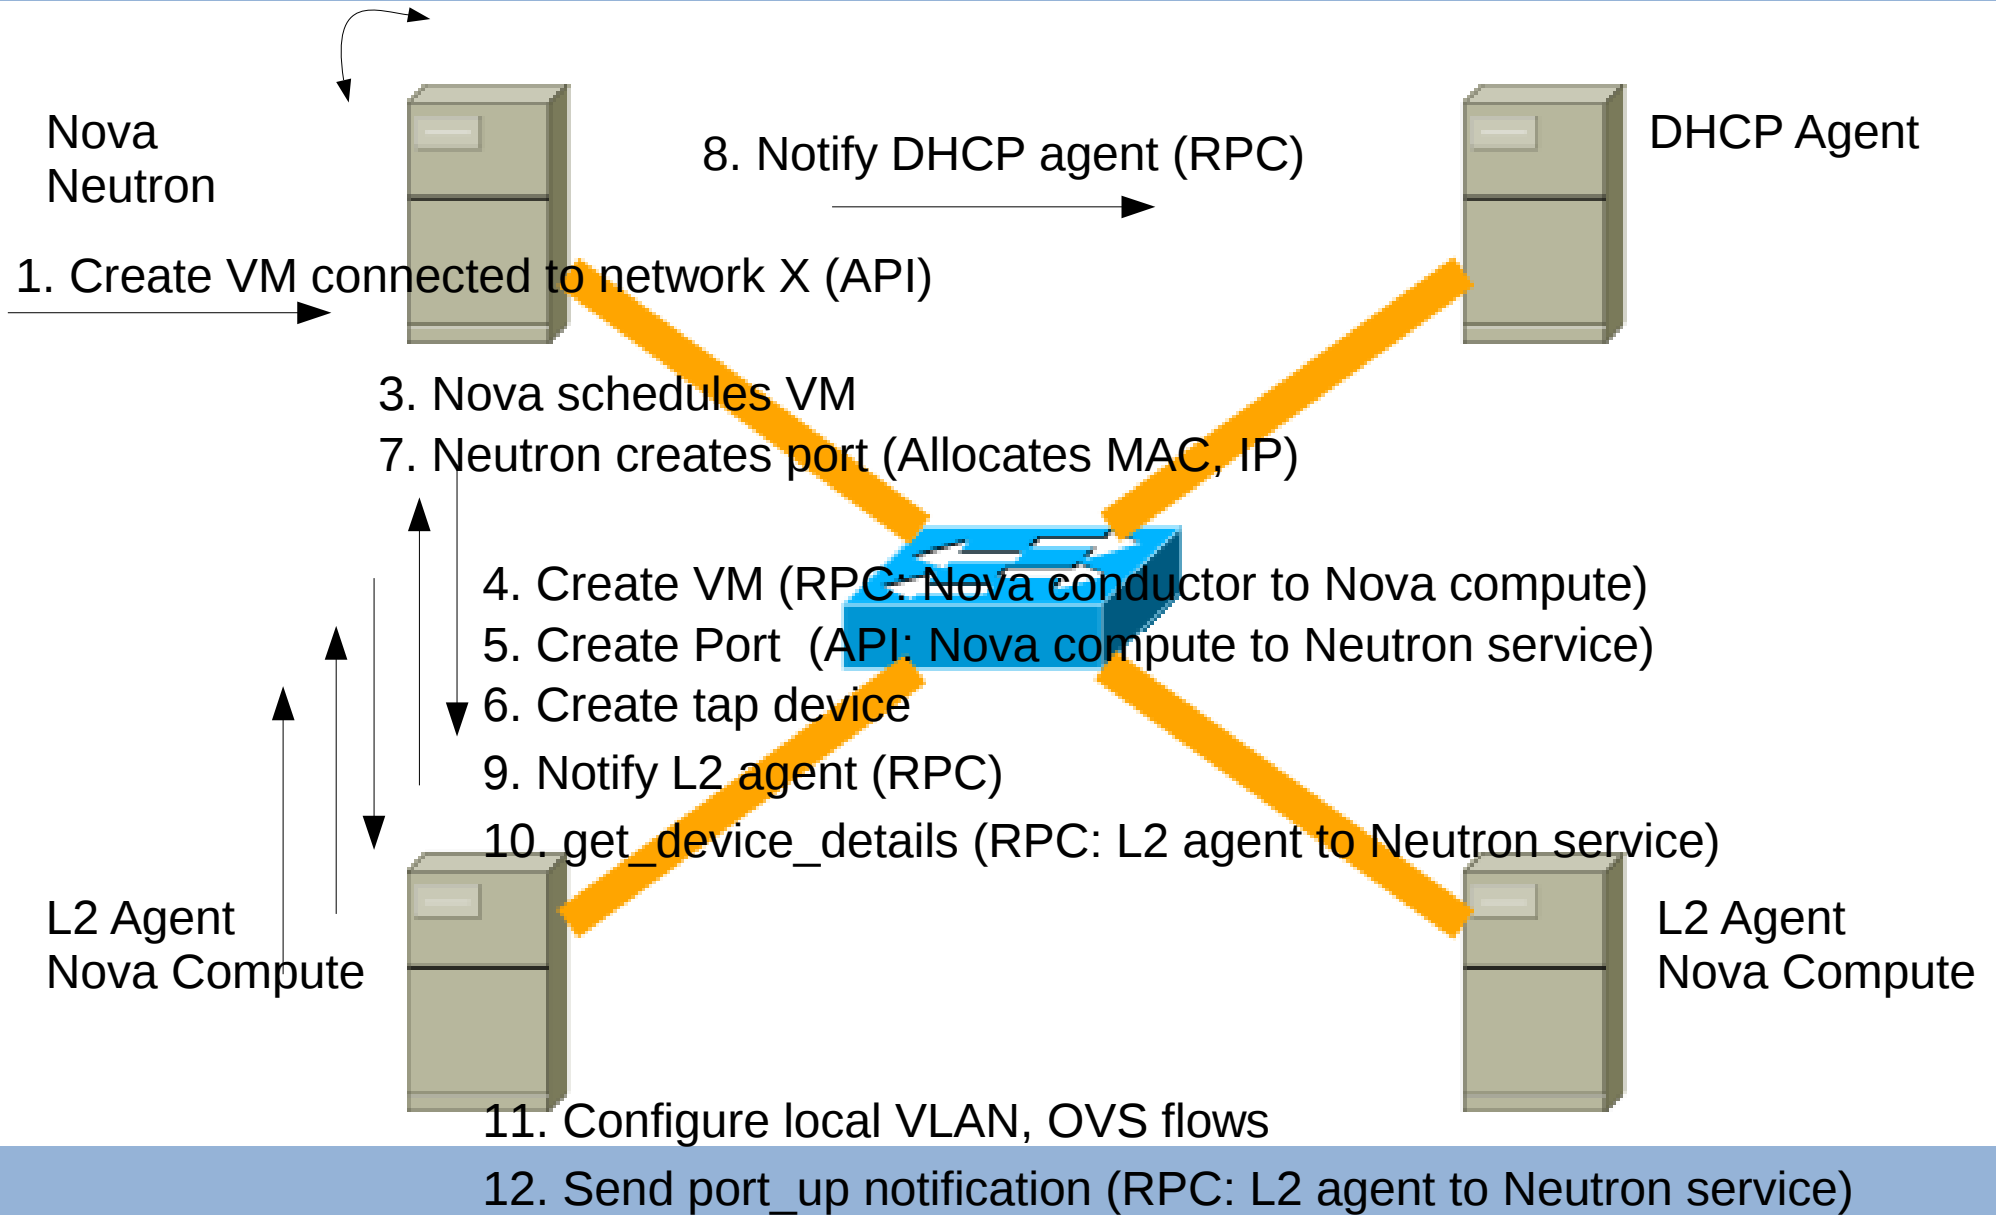 Nova
Neutron
8. Notify DHCP agent (RPC)
DHCP Agent
1. Create VM connected to network X (API)
3. Nova schedules VM
7. Neutron creates port (Allocates MAC, IP)
4. Create VM (RPC: Nova conductor to Nova compute)
5. Create Port  (API: Nova compute to Neutron service)
6. Create tap device
9. Notify L2 agent (RPC)
10. get_device_details (RPC: L2 agent to Neutron service)
L2 Agent
Nova Compute
L2 Agent
Nova Compute
11. Configure local VLAN, OVS flows
12. Send port_up notification (RPC: L2 agent to Neutron service)